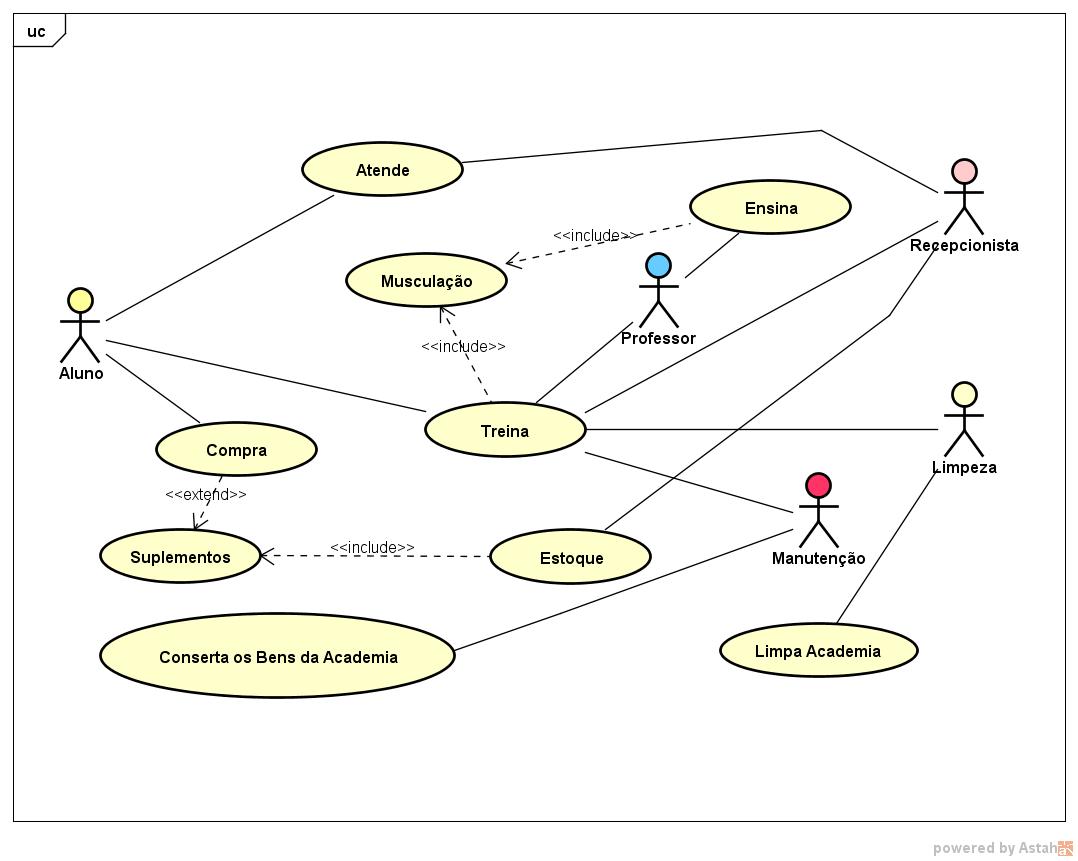 uc
Atende
Ensina
<<include>>
Recepcionista
Musculação
Professor
<<include>>
Aluno
Treina
Compra
Limpeza
<<extend>>
<<include>>
Suplementos
Estoque
Manutenção
Conserta os Bens da Academia
Limpa Academia
powered by Astah